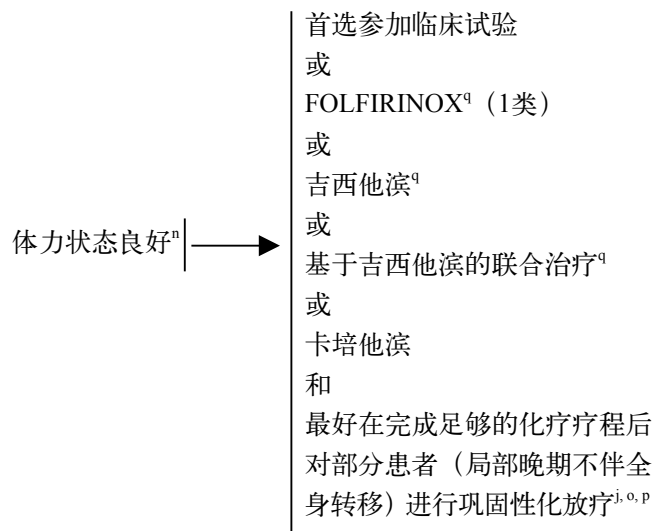 首选参加临床试验
或
FOLFIRINOXq（1类）
或
吉西他滨q
或
体力状态良好n
基于吉西他滨的联合治疗q
或
卡培他滨
和
最好在完成足够的化疗疗程后
对部分患者（局部晚期不伴全
身转移）进行巩固性化放疗j, o, p